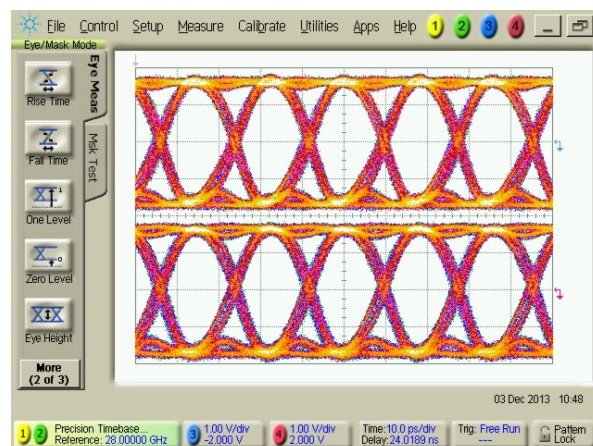 File Control Setup Measure Calibrate Utilities Apps Help 1 2 3 4
Eye/Mask Mode
Eye Meas
Msk Test
Rise Time
Fall Time
One Level
Zero Level
Eye Height
More
(2 of 3)
03 Dec 2013 10:48
1 2 Precision Timebase...
Reference: 28.00000 GHz
3 1.00 V/div
-2.000 V
4 1.00 V/div
2.000 V
Time:10.0 ps/div
Delay:24.0189 ns
Trig: Free Run
---
Pattern
Lock